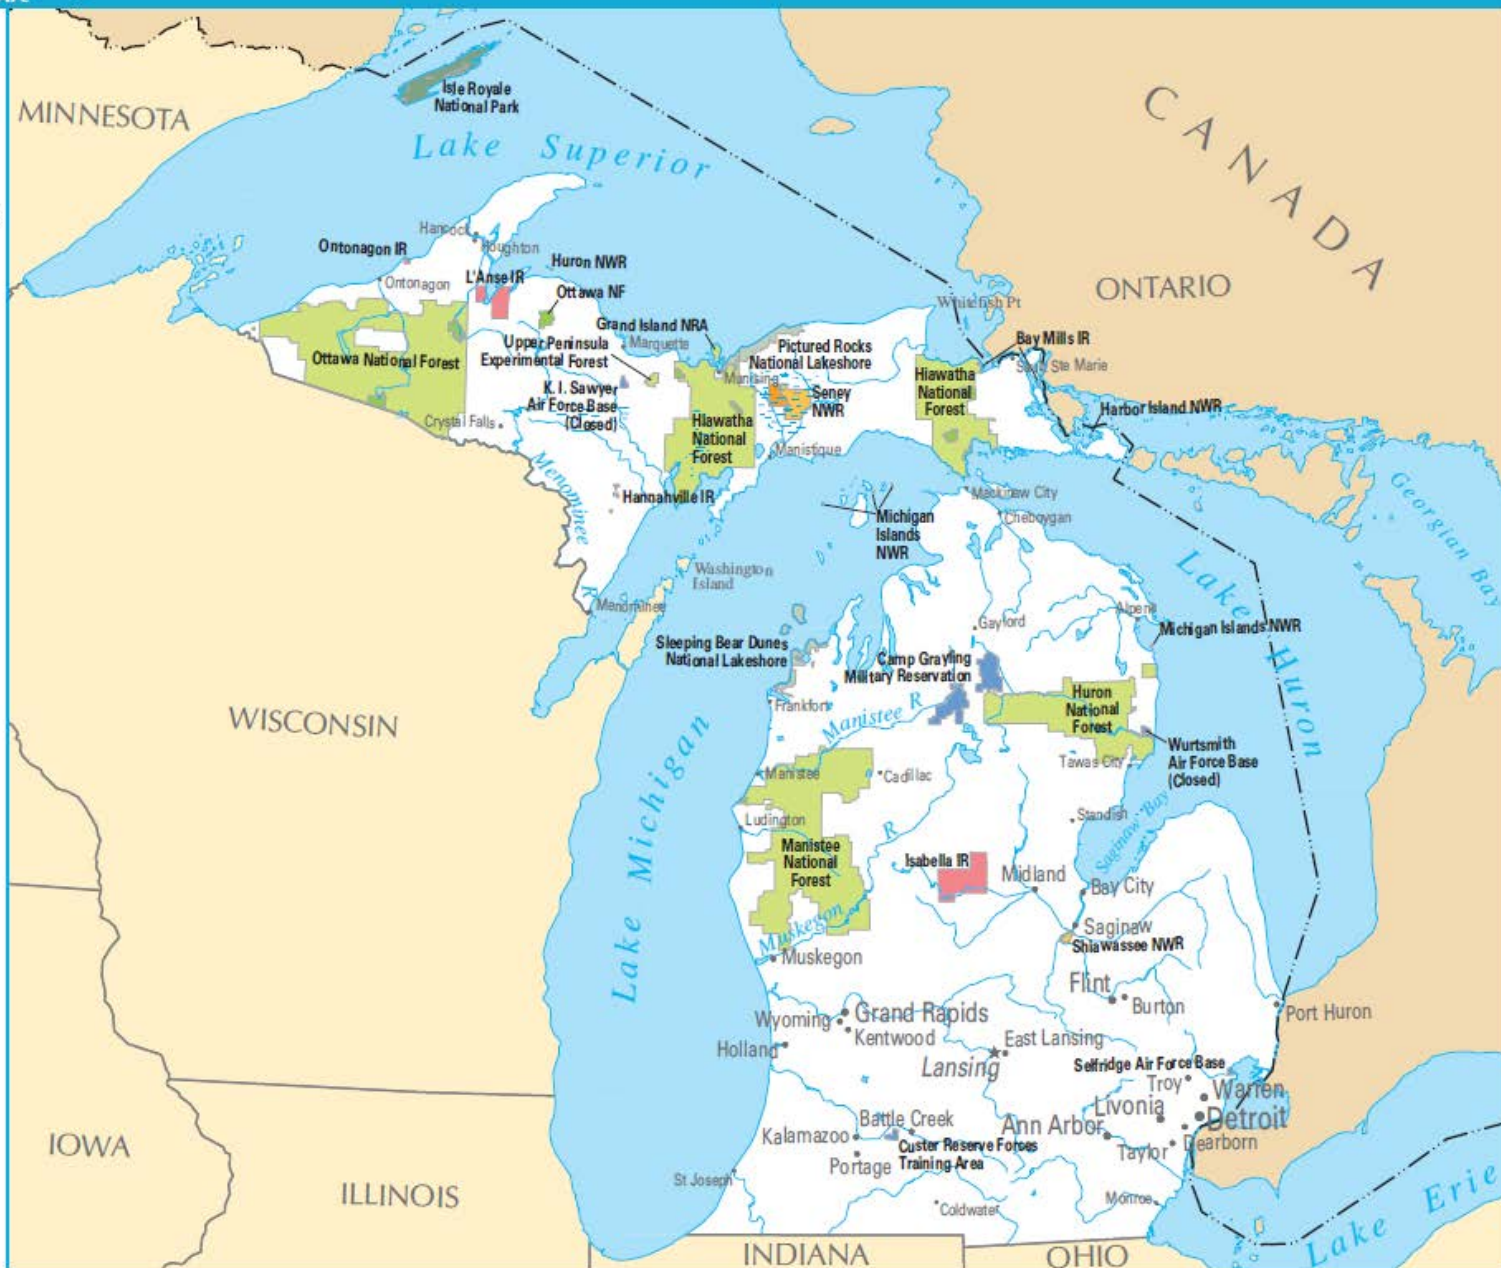 MINNESOTA
Isle Royale
National Park
Lake Superior
CANADA
ONTARIO
Hancock
Houghton
Ontonagon IR
Ontonagon
L'Anse IR
Huron NWR
Ottawa NF
Grand Island NRA
Marquette
Upper Peninsula
Experimental Forest
Ottawa National Forest
K. I. Sawyer
Air Force Base
(Closed)
Crystal Falls
Munising
Pictured Rocks
National Lakeshore
Seney
NWR
Hiawatha
National
Forest
Manistique
Hiawatha
National
Forest
Whitefish Pt
Bay Mills IR
Sault Ste Marie
Harbor Island NWR
Georgian Bay
Menominee R
Hannahville IR
Mackinaw City
Cheboygan
Michigan
Islands
NWR
Washington
Island
Menominee
Lake Huron
Alpena
Michigan Islands NWR
Gaylord
Sleeping Bear Dunes
National Lakeshore
Camp Grayling
Military Reservation
Frankfort
Manistee R
Huron
National
Forest
Wurtsmith
Air Force Base
(Closed)
Tawas City
WISCONSIN
Lake Michigan
Manistee
Cadillac
Ludington
Standish
Saginaw Bay
Manistee
National
Forest
Isabella IR
Midland
Bay City
Saginaw
Shiawassee NWR
Muskegon R
Muskegon
Flint
Burton
Port Huron
Grand Rapids
Wyoming
Kentwood
Holland
East Lansing
Lansing
Selfridge Air Force Base
Troy
Warren
Livonia
Detroit
Ann Arbor
Dearborn
Taylor
Battle Creek
Kalamazoo
Custer Reserve Forces
Training Area
Portage
St Joseph
Coldwater
Monroe
Lake Erie
IOWA
ILLINOIS
INDIANA
OHIO